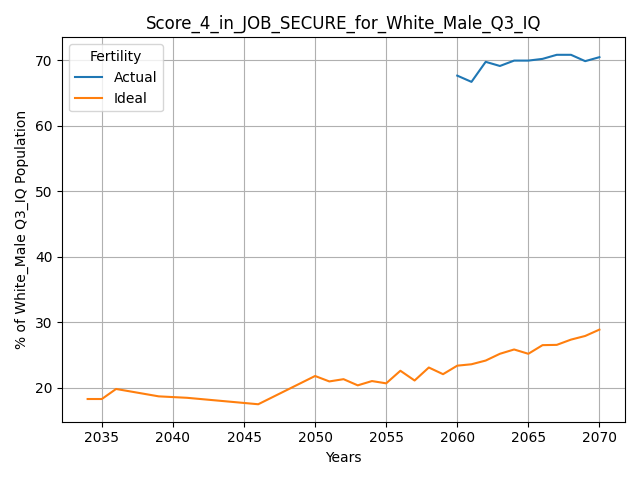 Score_4_in_JOB_SECURE_for_White_Male_Q3_IQ
Fertility
Actual
Ideal
% of White_Male Q3_IQ Population
70
60
50
40
30
20
2035 2040 2045 2050 2055 2060 2065 2070
Years